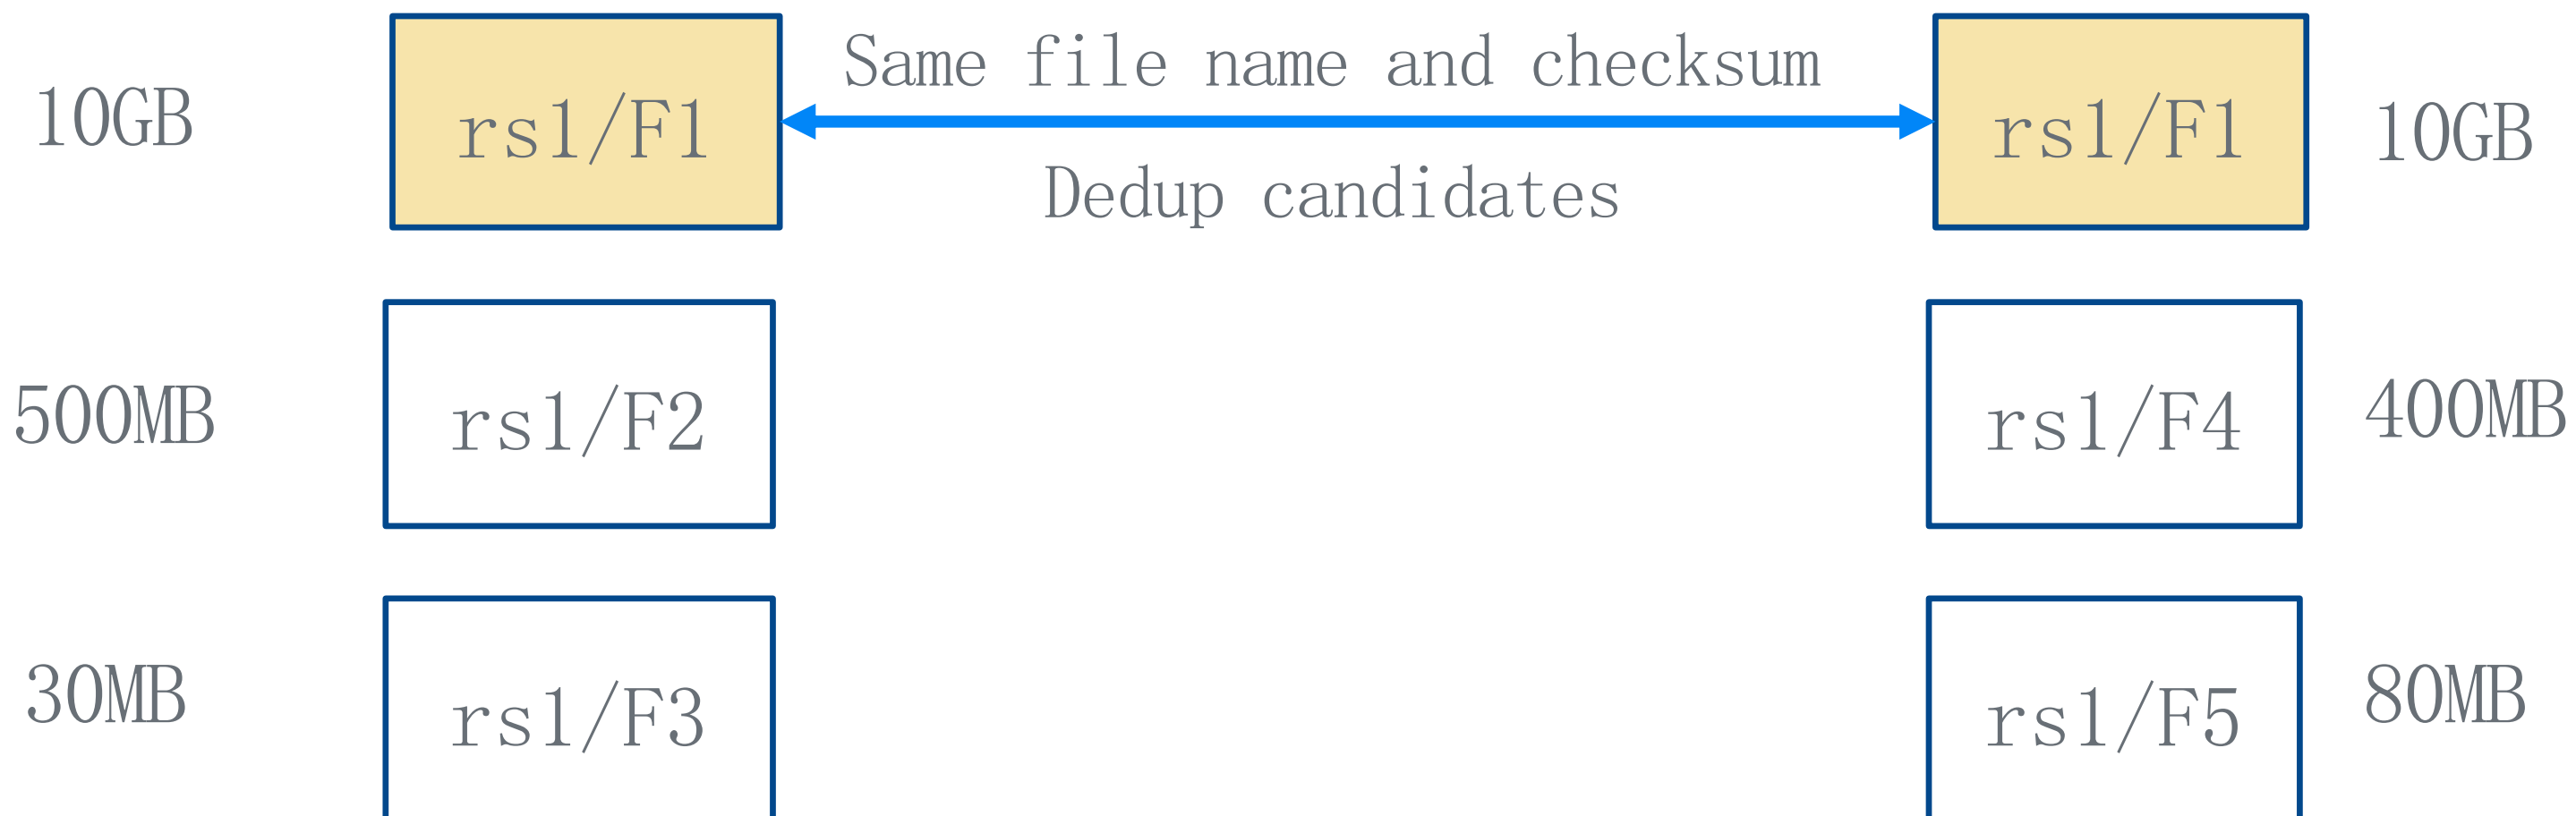 10GB
rs1/F1
Same file name and checksum
Dedup candidates
rs1/F1
10GB
500MB
rs1/F2
rs1/F4
400MB
30MB
rs1/F3
rs1/F5
80MB